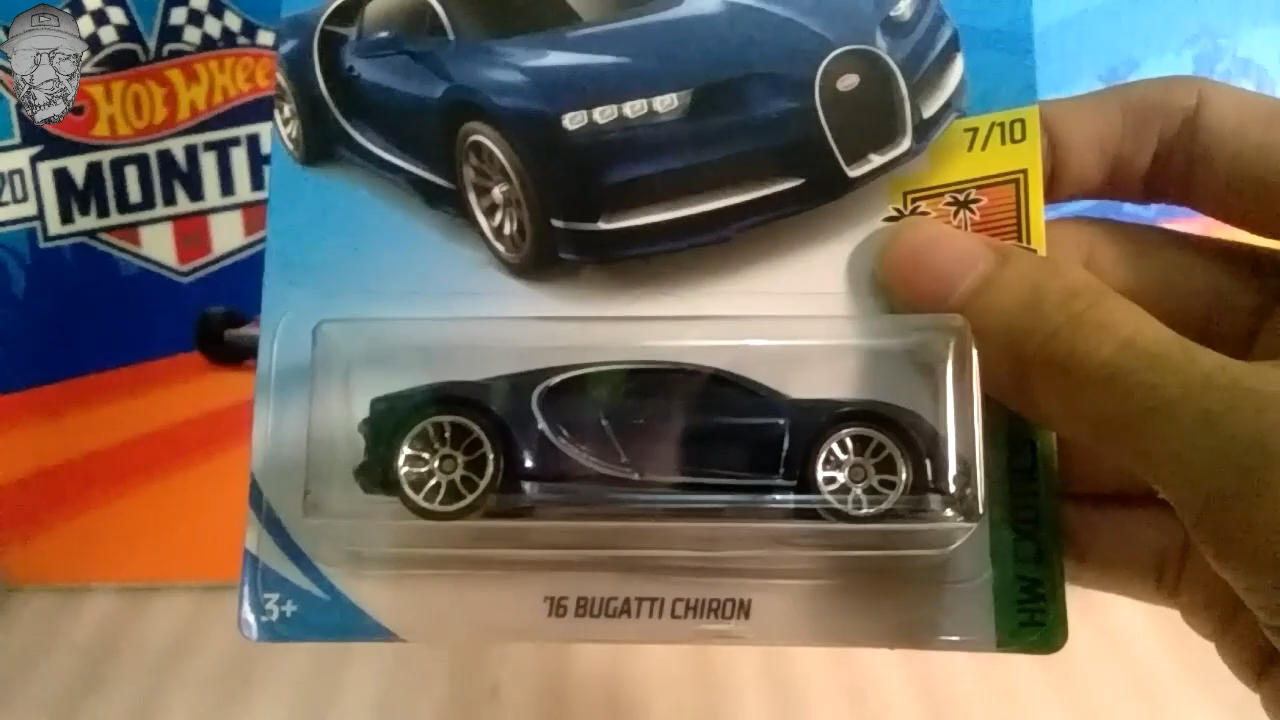 HOT WHEE
20
MONTH
7/10
3+
'16 BUGATTI CHIRON
HW EXOTICS